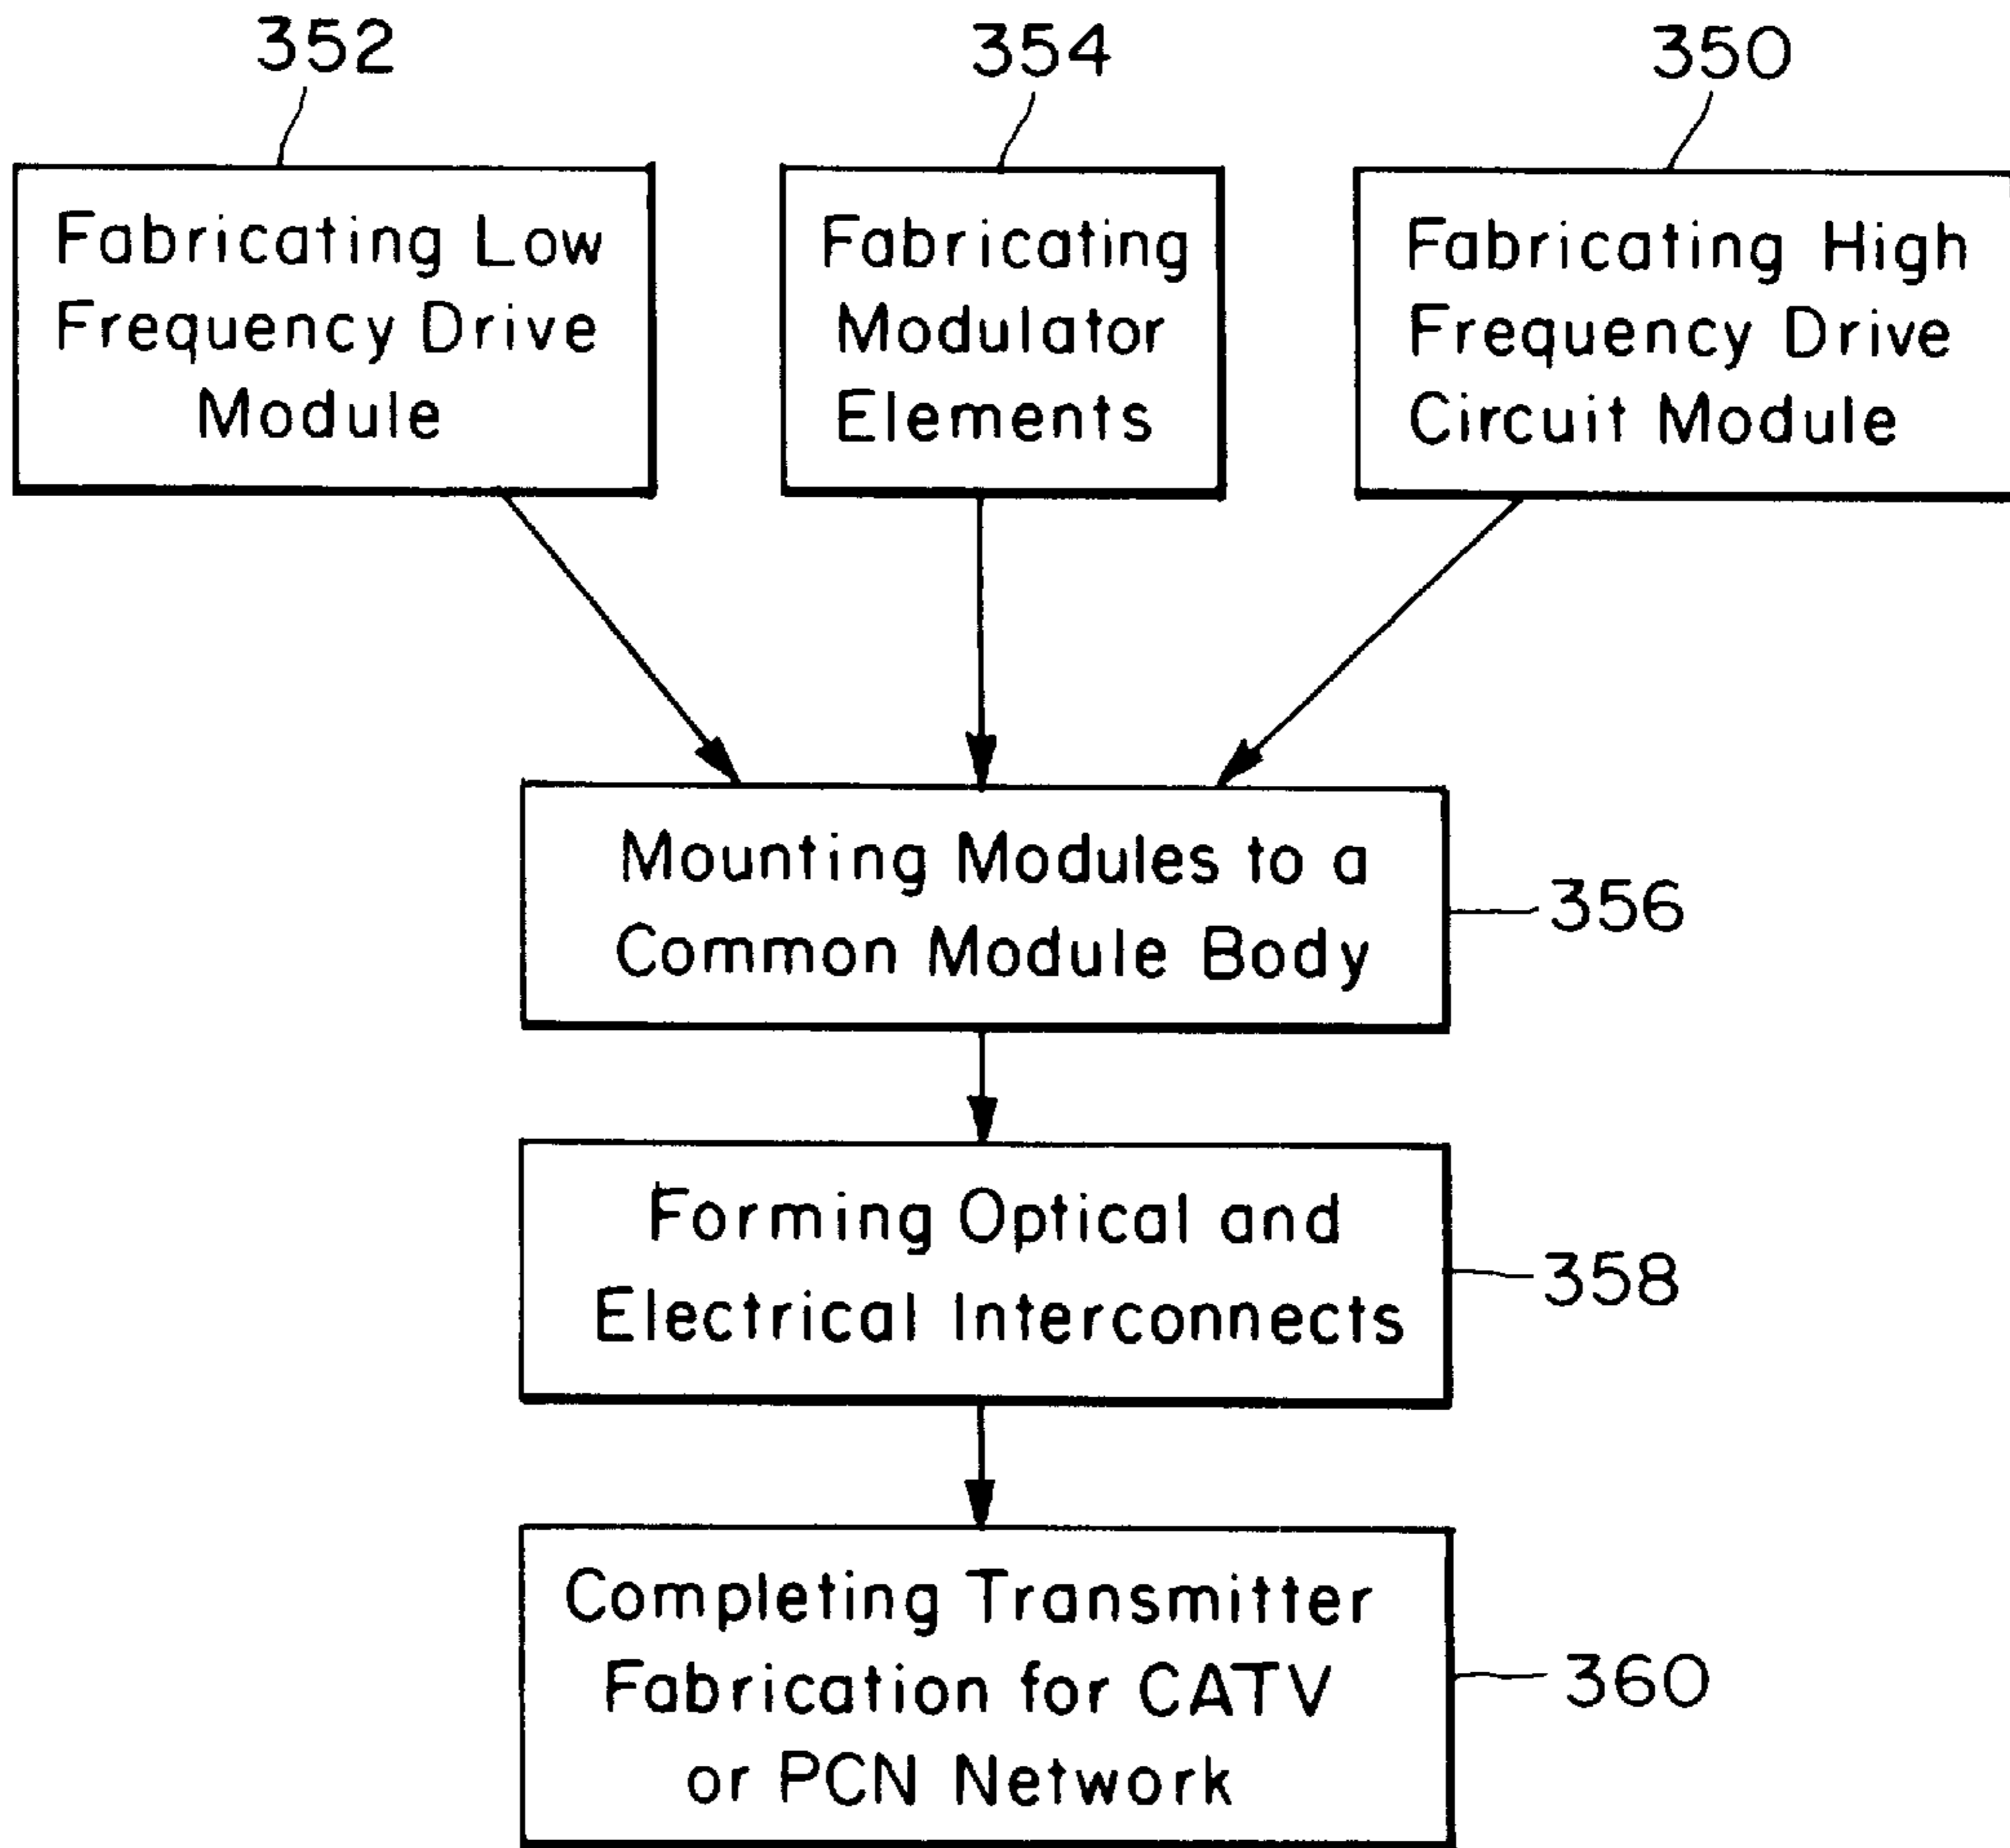 352
354
350
Fabricating Low
Frequency Drive
Module
Fabricating
Modulator
Elements
Fabricating High
Frequency Drive
Circuit Module
Mounting Modules to a
Common Module Body
356
Forming Optical and
Electrical Interconnects
358
Completing Transmitter
Fabrication for CATV
or PCN Network
360